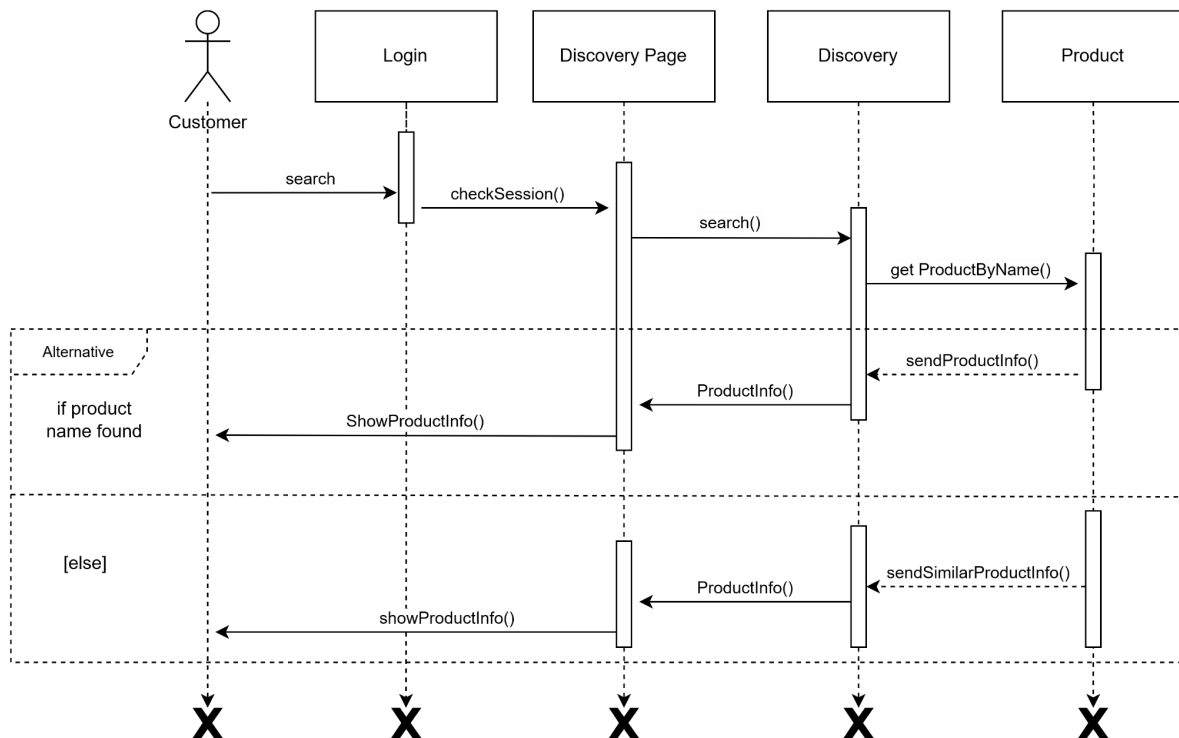 Login
Discovery Page
Discovery
Product
Customer
search
checkSession()
search()
get ProductByName()
Alternative
sendProductInfo()
ProductInfo()
if product
name found
ShowProductInfo()
[else]
sendSimilarProductInfo()
ProductInfo()
showProductInfo()
X X X X X